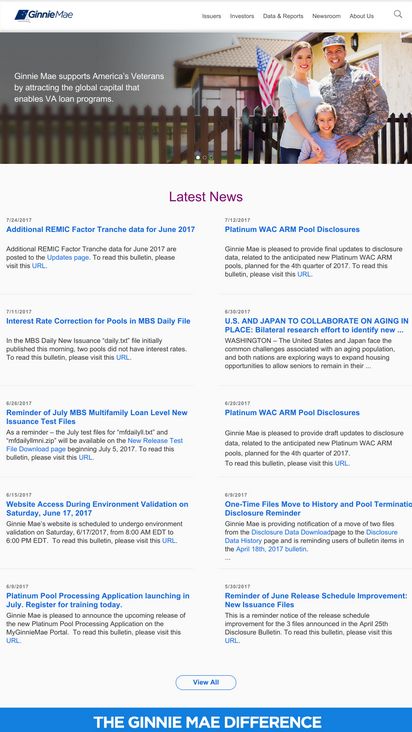 GinnieMae
Issuers Investors Data & Reports Newsroom About Us
Ginnie Mae supports America's Veterans
by attracting the global capital that
enables VA loan programs.
Latest News
7/24/2017
Additional REMIC Factor Tranche data for June 2017
Additional REMIC Factor Tranche data for June 2017 are
posted to the Updates page. To read this bulletin, please
visit this URL.
7/12/2017
Platinum WAC ARM Pool Disclosures
Ginnie Mae is pleased to provide final updates to disclosure
data, related to the anticipated new Platinum WAC ARM
pools, planned for the 4th quarter of 2017. To read this
bulletin, please visit this URL.
7/11/2017
Interest Rate Correction for Pools in MBS Daily File
In the MBS Daily New Issuance "daily.txt" file initially
published this morning, two pools did not have interest rates.
To read this bulletin, please visit this URL.
6/30/2017
U.S. AND JAPAN TO COLLABORATE ON AGING IN
PLACE: Bilateral research effort to identify new ...
WASHINGTON – The United States and Japan face the
common challenges associated with an aging population,
and both nations are exploring ways to expand housing
opportunities to allow seniors to remain in their ...
6/26/2017
Reminder of July MBS Multifamily Loan Level New
Issuance Test Files
As a reminder – the July test files for "mfdailyll.txt" and
"mfdailyllmni.zip" will be available on the New Release Test
File Download page beginning July 5, 2017. To read this
bulletin, please visit this URL.
6/20/2017
Platinum WAC ARM Pool Disclosures
Ginnie Mae is pleased to provide draft updates to disclosure
data, related to the anticipated new Platinum WAC ARM
pools, planned for the 4th quarter of 2017.
To read this bulletin, please visit this URL.
6/15/2017
Website Access During Environment Validation on
Saturday, June 17, 2017
Ginnie Mae's website is scheduled to undergo environment
validation on Saturday, 6/17/2017, from 8:00 AM EDT to
6:00 PM EDT. To read this bulletin, please visit this URL.
6/9/2017
One-Time Files Move to History and Pool Terminatio
Disclosure Reminder
Ginnie Mae is providing notification of a move of two files
from the Disclosure Data Downloadpage to the Disclosure
Data History page and is reminding users of bulletin items in
the April 18th, 2017 bulletin.
...
6/9/2017
Platinum Pool Processing Application launching in
July. Register for training today.
Ginnie Mae is pleased to announce the upcoming release of
the new Platinum Pool Processing Application on the
MyGinnieMae Portal. To read this bulletin, please visit this
URL.
5/30/2017
Reminder of June Release Schedule Improvement:
New Issuance Files
This is a reminder notice of the release schedule
improvement for the 3 files announced in the April 25th
Disclosure Bulletin. To read this bulletin, please visit this
URL.
View All
THE GINNIE MAE DIFFERENCE